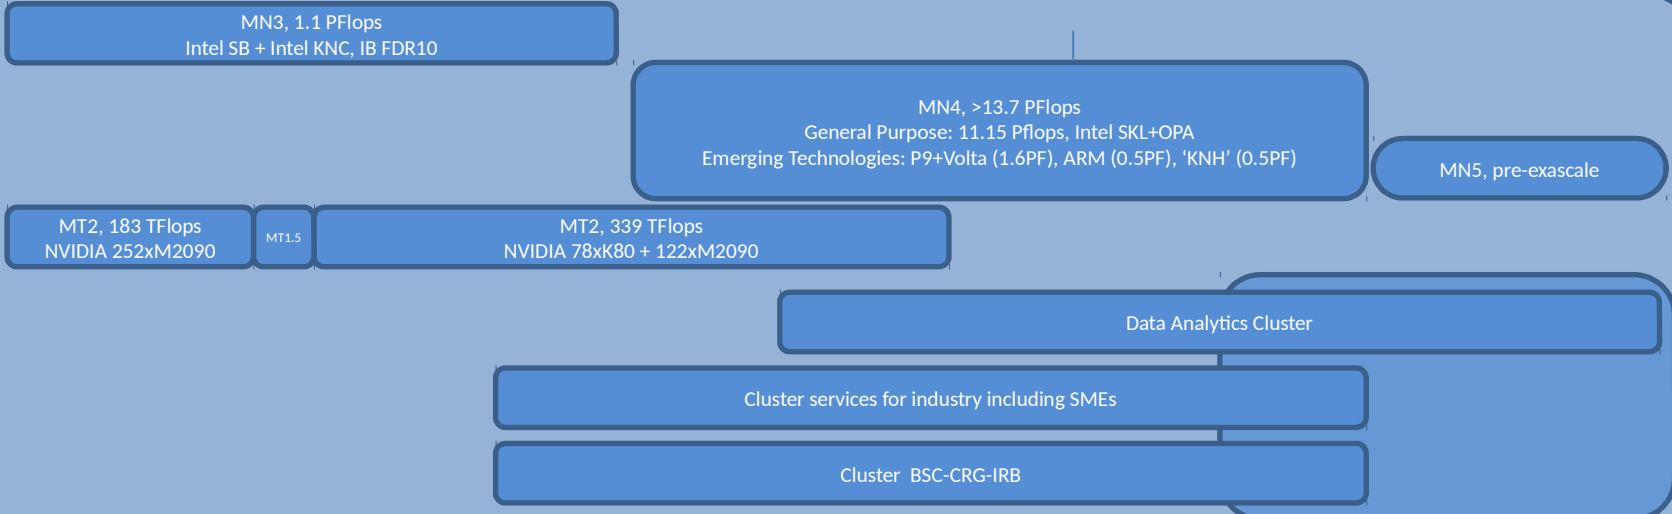 MN3, 1.1 PFlops
Intel SB + Intel KNC, IB FDR10
MN4, >13.7 PFlops
General Purpose: 11.15 Pflops, Intel SKL+OPA
Emerging Technologies: P9+Volta (1.6PF), ARM (0.5PF), ‘KNH’ (0.5PF)
MN5, pre-exascale
MT2, 183 TFlops
NVIDIA 252xM2090
MT1.5
MT2, 339 TFlops
NVIDIA 78xK80 + 122xM2090
Data Analytics Cluster
Cluster services for industry including SMEs
Cluster  BSC-CRG-IRB